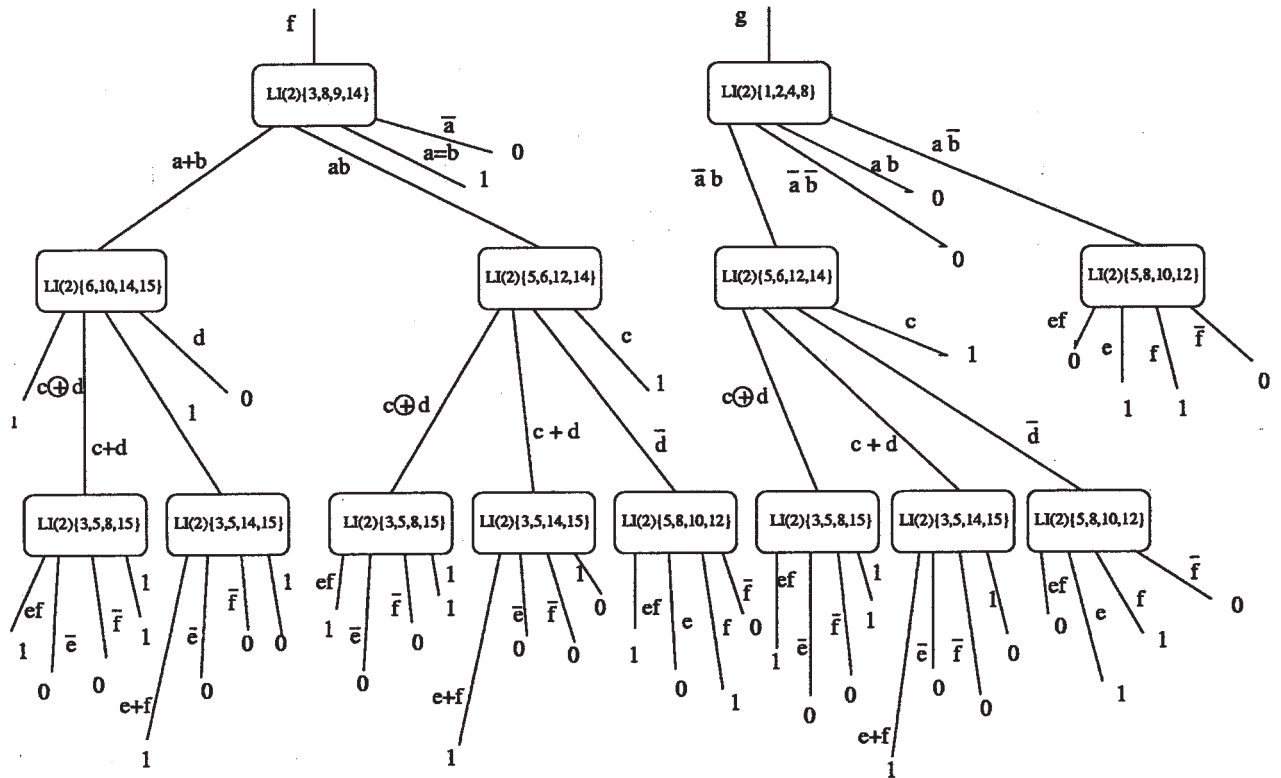 f
g
LI(2){3,8,9,14}
LI(2){1,2,4,8}
a+b
ab
a=b
a̅
1
0
a̅ b
a̅ b̅
a b
a b̅
0
0
LI(2){6,10,14,15}
LI(2){5,6,12,14}
LI(2){5,6,12,14}
LI(2){5,8,10,12}
1
c⊕d
c+d
1
d
0
c⊕d
c + d
d̅
c
1
c⊕d
c + d
d̅
c
1
ef
0
e
1
f
1
f̅
0
LI(2){3,5,8,15}
LI(2){3,5,14,15}
LI(2){3,5,8,15}
LI(2){3,5,14,15}
LI(2){5,8,10,12}
LI(2){3,5,8,15}
LI(2){3,5,14,15}
LI(2){5,8,10,12}
ef
1
e̅
0
f̅
0
1
1
e+f
1
e̅
0
f̅
0
1
0
ef
1
e̅
0
f̅
0
1
1
e+f
1
e̅
0
f̅
0
1
0
ef
1
e
0
f
1
f̅
0
ef
1
e̅
0
f̅
0
1
1
e+f
1
e̅
0
f̅
0
1
0
ef
0
e
1
f
1
f̅
0